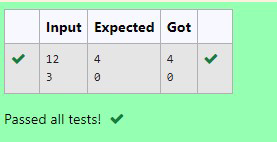 Input Expected Got
12 4 4
3 0 0
Passed all tests!